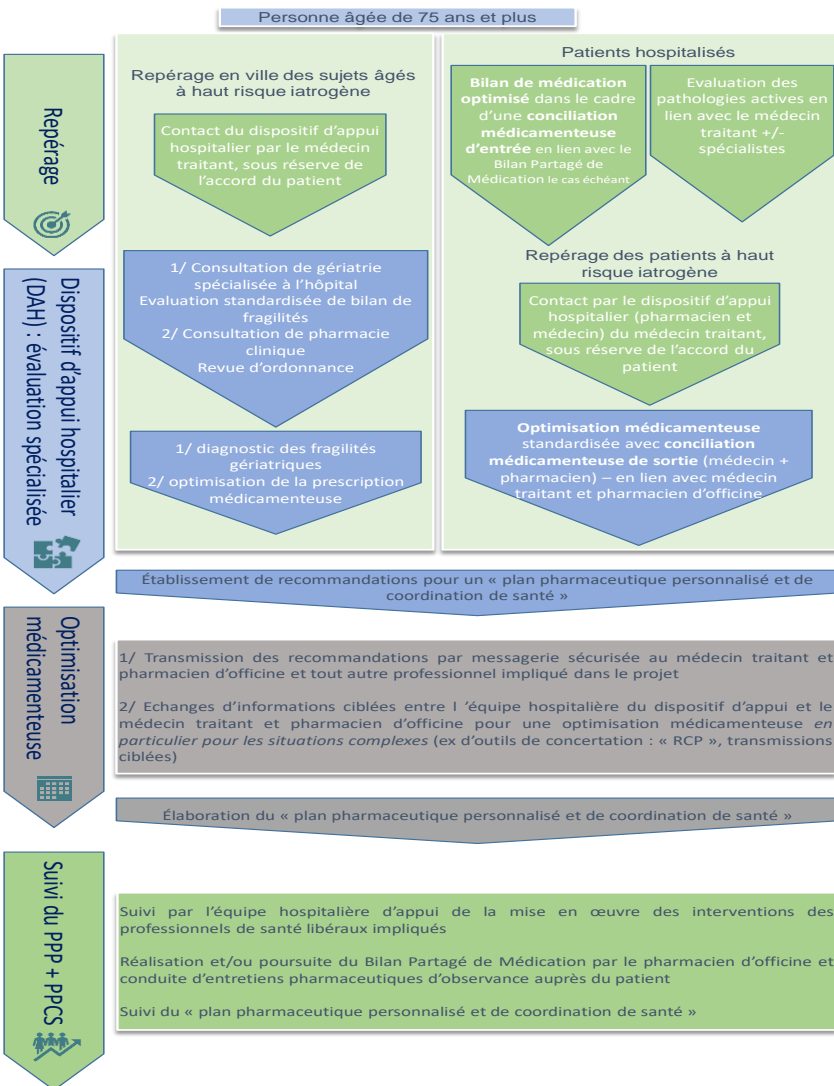 Personne âgée de 75 ans et plus
Repérage
Repérage en ville des sujets âgés
à haut risque iatrogène
Contact du dispositif d'appui
hospitalier par le médecin
traitant, sous réserve de
l'accord du patient
Patients hospitalisés
Bilan de médication
optimisé dans le cadre
d'une conciliation
médicamenteuse
d'entrée en lien avec le
Bilan Partagé de
Médication le cas échéant
Evaluation des
pathologies actives en
lien avec le médecin
traitant +/-
spécialistes
Dispositif d'appui hospitalier
(DAH) : évaluation spécialisée
1/ Consultation de gériatrie
spécialisée à l'hôpital
Evaluation standardisée de bilan de
fragilités
2/ Consultation de pharmacie
clinique
Revue d'ordonnance
1/ diagnostic des fragilités
gériatriques
2/ optimisation de la prescription
médicamenteuse
Repérage des patients à haut
risque iatrogène
Contact par le dispositif d'appui
hospitalier (pharmacien et
médecin) du médecin traitant,
sous réserve de l'accord du
patient
Optimisation médicamenteuse
standardisée avec conciliation
médicamenteuse de sortie (médecin +
pharmacien) – en lien avec médecin
traitant et pharmacien d'officine
Établissement de recommandations pour un « plan pharmaceutique personnalisé et de
coordination de santé »
Optimisation
médicamenteuse
1/ Transmission des recommandations par messagerie sécurisée au médecin traitant et
pharmacien d'officine et tout autre professionnel impliqué dans le projet
2/ Echanges d'informations ciblées entre l 'équipe hospitalière du dispositif d'appui et le
médecin traitant et pharmacien d'officine pour une optimisation médicamenteuse en
particulier pour les situations complexes (ex d'outils de concertation : « RCP », transmissions
ciblées)
Élaboration du « plan pharmaceutique personnalisé et de coordination de santé »
Suivi du PPP + PPCS
Suivi par l'équipe hospitalière d'appui de la mise en œuvre des interventions des
professionnels de santé libéraux impliqués
Réalisation et/ou poursuite du Bilan Partagé de Médication par le pharmacien d'officine et
conduite d'entretiens pharmaceutiques d'observance auprès du patient
Suivi du « plan pharmaceutique personnalisé et de coordination de santé »